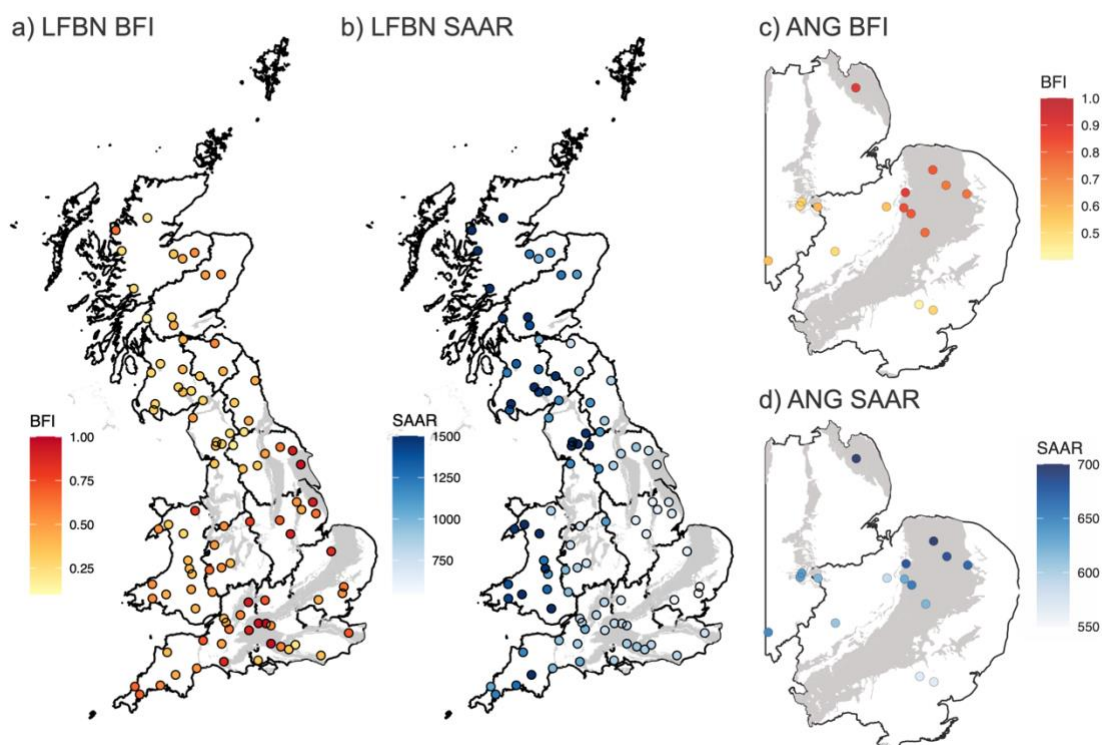 a) LFBN BFI
b) LFBN SAAR
c) ANG BFI
BFI
1.0
0.9
0.8
0.7
0.6
0.5
d) ANG SAAR
BFI
1.00
0.75
0.50
0.25
SAAR
1500
1250
1000
750
SAAR
700
650
600
550